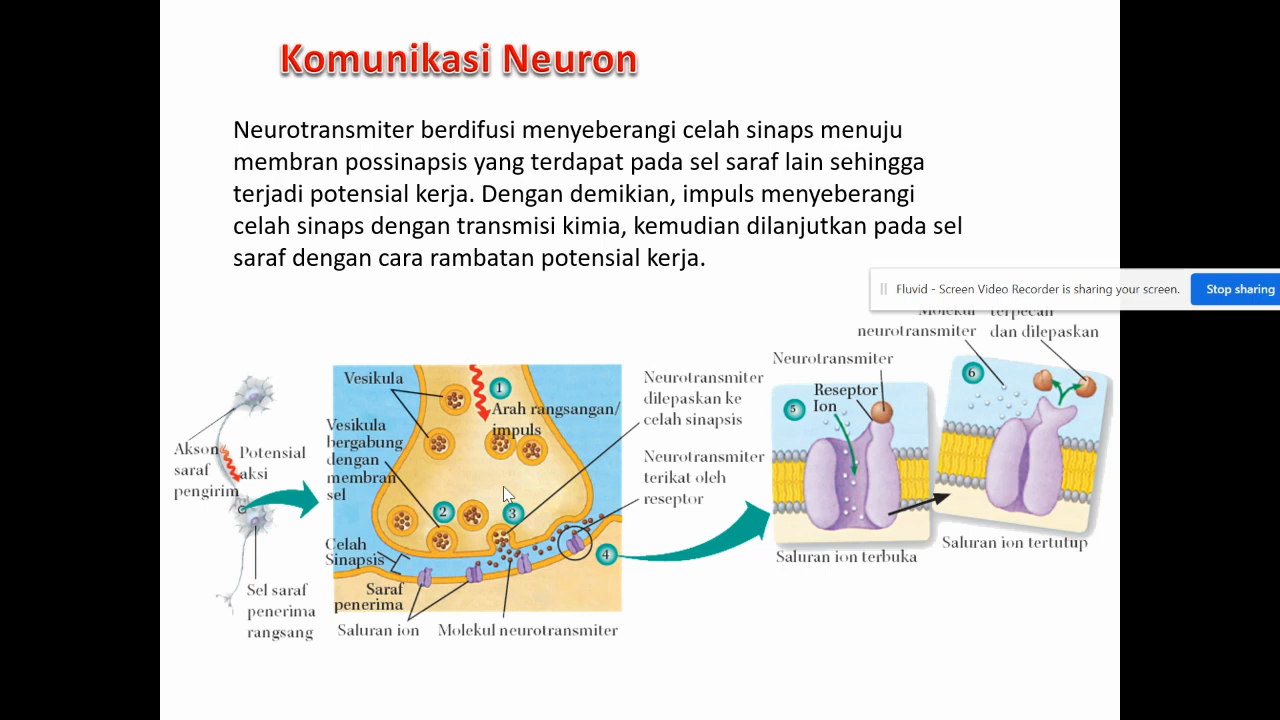 Komunikasi Neuron
Neurotransmiter berdifusi menyeberangi celah sinaps menuju
membran possinapsis yang terdapat pada sel saraf lain sehingga
terjadi potensial kerja. Dengan demikian, impuls menyeberangi
celah sinaps dengan transmisi kimia, kemudian dilanjutkan pada sel
saraf dengan cara rambatan potensial kerja.
Fluvid - Screen Video Recorder is sharing your screen.
Stop sharing
Akson
saraf
pengirim
Potensial
aksi
Sel saraf
penerima
rangsang
Vesikula
1
Arah rangsangan/
impuls
Vesikula
bergabung
dengan
membran
sel
2
3
Celah
Sinapsis
Saraf
penerima
Saluran ion
Molekul neurotransmiter
Neurotransmiter
dilepaskan ke
celah sinapsis
Neurotransmiter
terikat oleh
reseptor
4
Neurotransmiter
5
Reseptor
Ion
Saluran ion terbuka
Molekul
neurotransmiter
terpecah
dan dilepaskan
6
Saluran ion tertutup